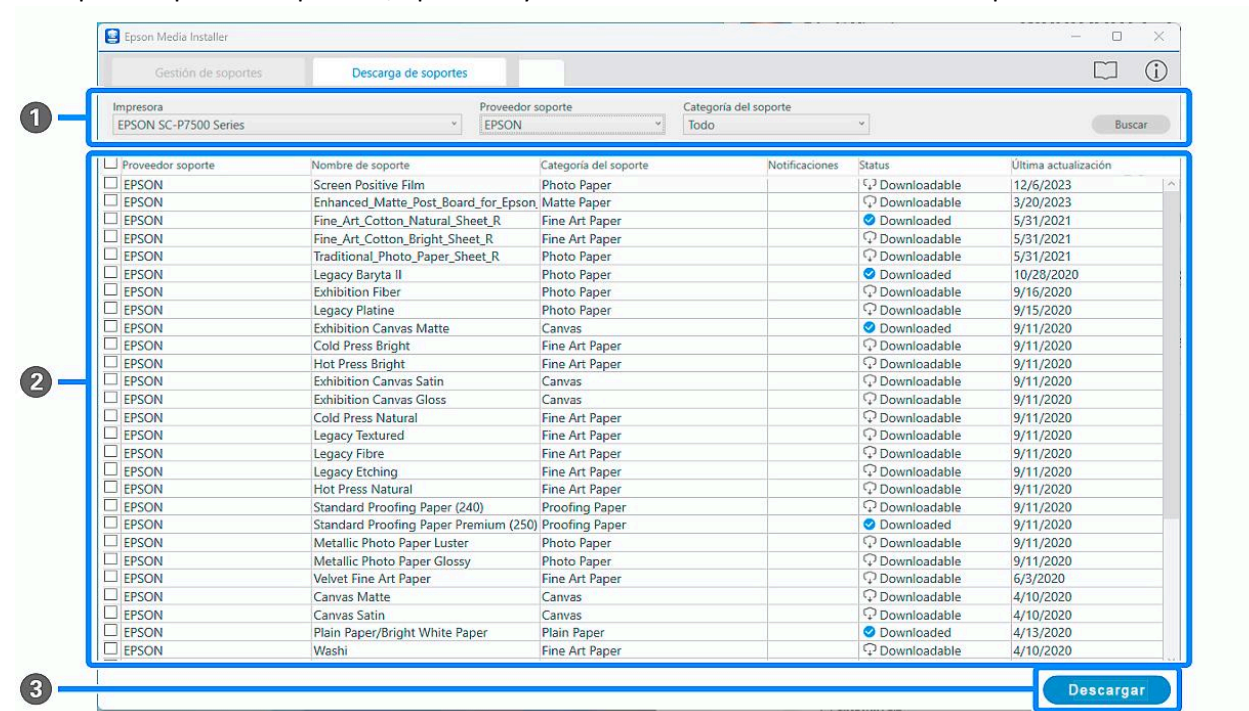 Epson Media Installer
Gestión de soportes Descarga de soportes
1
Impresora Proveedor soporte Categoría del soporte
EPSON SC-P7500 Series EPSON Todo Buscar
Proveedor soporte Nombre de soporte Categoría del soporte Notificaciones Status Última actualización
EPSON Screen Positive Film Photo Paper Downloadable 12/6/2023
EPSON Enhanced_Matte_Post_Board_for_Epson_ Matte Paper Downloadable 3/20/2023
EPSON Fine_Art_Cotton_Natural_Sheet_R Fine Art Paper Downloaded 5/31/2021
EPSON Fine_Art_Cotton_Bright_Sheet_R Fine Art Paper Downloadable 5/31/2021
EPSON Traditional_Photo_Paper_Sheet_R Photo Paper Downloadable 5/31/2021
EPSON Legacy Baryta II Photo Paper Downloaded 10/28/2020
EPSON Exhibition Fiber Photo Paper Downloadable 9/16/2020
EPSON Legacy Platine Photo Paper Downloadable 9/15/2020
EPSON Exhibition Canvas Matte Canvas Downloaded 9/11/2020
EPSON Cold Press Bright Fine Art Paper Downloadable 9/11/2020
EPSON Hot Press Bright Fine Art Paper Downloadable 9/11/2020
2
EPSON Exhibition Canvas Satin Canvas Downloadable 9/11/2020
EPSON Exhibition Canvas Gloss Canvas Downloadable 9/11/2020
EPSON Cold Press Natural Fine Art Paper Downloadable 9/11/2020
EPSON Legacy Textured Fine Art Paper Downloadable 9/11/2020
EPSON Legacy Fibre Fine Art Paper Downloadable 9/11/2020
EPSON Legacy Etching Fine Art Paper Downloadable 9/11/2020
EPSON Hot Press Natural Fine Art Paper Downloadable 9/11/2020
EPSON Standard Proofing Paper (240) Proofing Paper Downloadable 9/11/2020
EPSON Standard Proofing Paper Premium (250) Proofing Paper Downloaded 9/11/2020
EPSON Metallic Photo Paper Luster Photo Paper Downloadable 9/11/2020
EPSON Metallic Photo Paper Glossy Photo Paper Downloadable 9/11/2020
EPSON Velvet Fine Art Paper Fine Art Paper Downloadable 6/3/2020
EPSON Canvas Matte Canvas Downloadable 4/10/2020
EPSON Canvas Satin Canvas Downloadable 4/10/2020
EPSON Plain Paper/Bright White Paper Plain Paper Downloaded 4/13/2020
EPSON Washi Fine Art Paper Downloadable 4/10/2020
3
Descargar